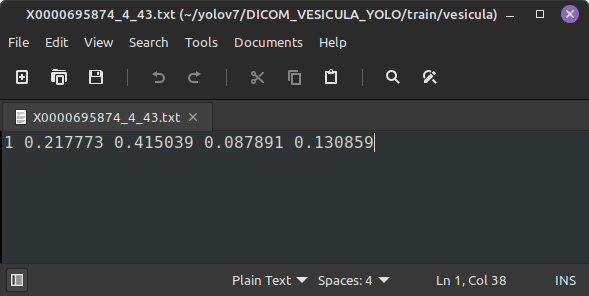 X0000695874_4_43.txt (~/yolov7/DICOM_VESICULA_YOLO/train/vesicula)
File Edit View Search Tools Documents Help
X0000695874_4_43.txt
1 0.217773 0.415039 0.087891 0.130859
Plain Text Spaces: 4 Ln 1, Col 38 INS